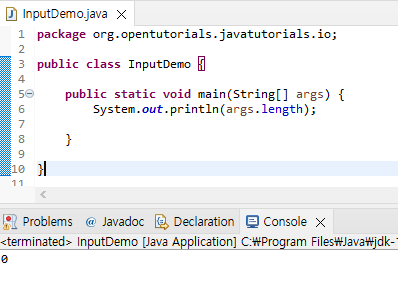 InputDemo.java
1 package org.opentutorials.javatutorials.io;
2
3 public class InputDemo {
4
5 public static void main(String[] args) {
6 System.out.println(args.length);
7
8 }
9
10 }
11
Problems @ Javadoc Declaration Console
<terminated> InputDemo [Java Application] C:₩Program Files₩Java₩jdk-
0